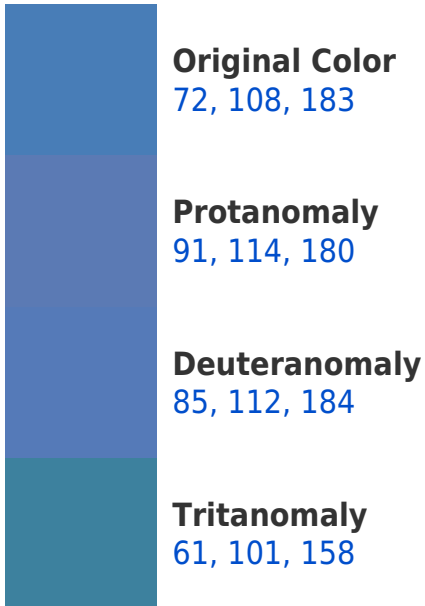 Original Color
72, 108, 183
Protanomaly
91, 114, 180
Deuteranomaly
85, 112, 184
Tritanomaly
61, 101, 158